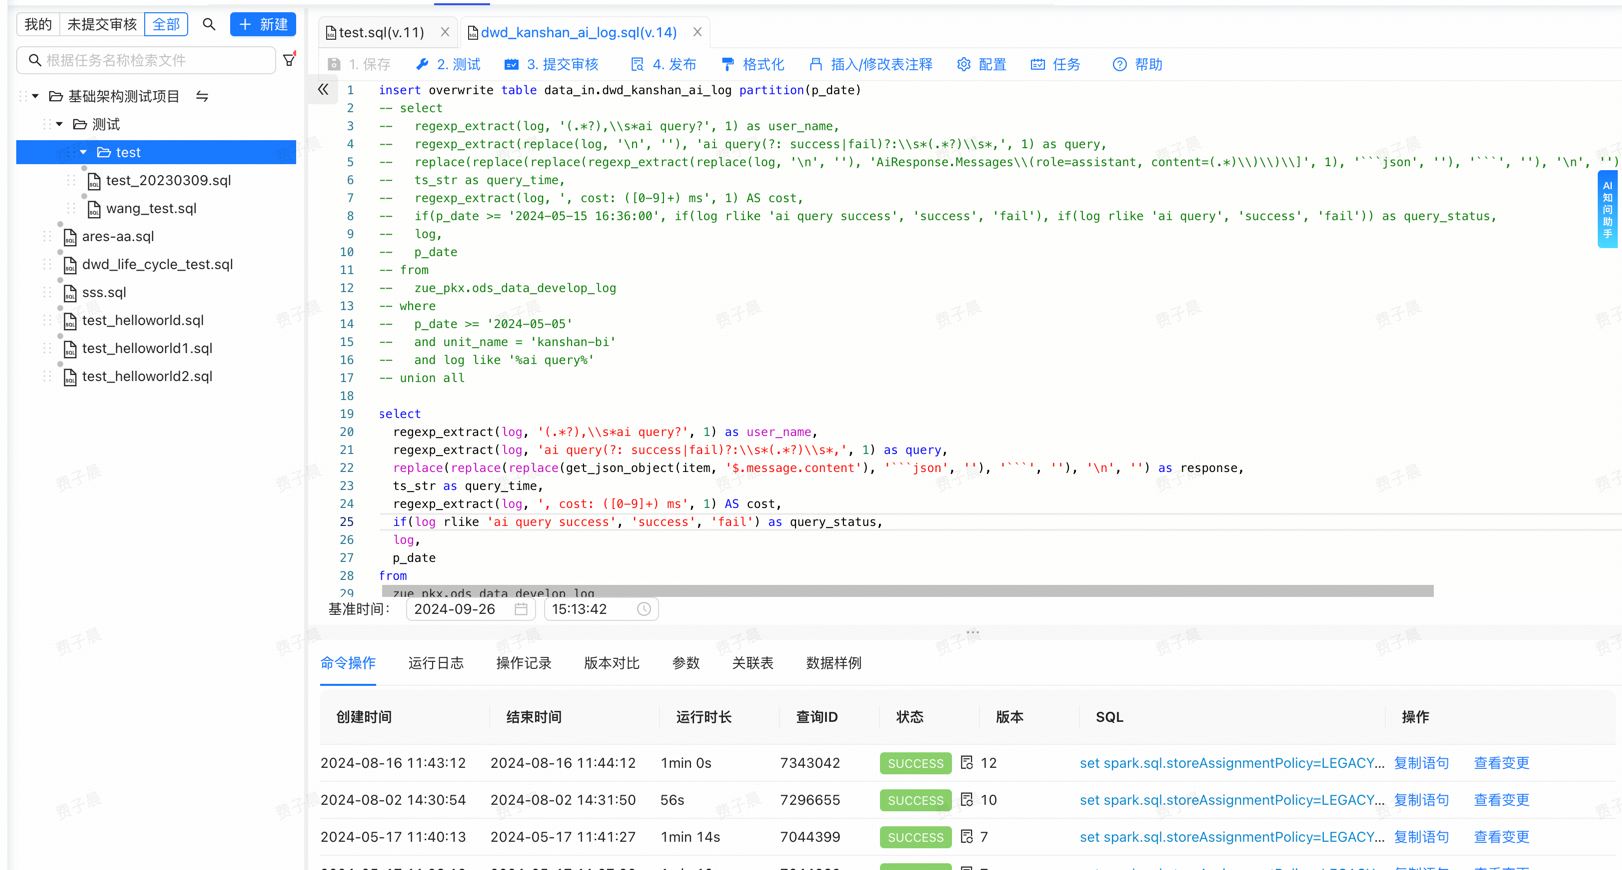 我的 未提交审核 全部 + 新建
根据任务名称检索文件
基础架构测试项目
测试
test
test_20230309.sql
wang_test.sql
ares-aa.sql
dwd_life_cycle_test.sql
sss.sql
test_helloworld.sql
test_helloworld1.sql
test_helloworld2.sql
test.sql(v.11) dwd_kanshan_ai_log.sql(v.14)
1. 保存 2. 测试 3. 提交审核 4. 发布 格式化 插入/修改表注释 配置 任务 帮助
1 insert overwrite table data_in.dwd_kanshan_ai_log partition(p_date)
2 -- select
3 --   regexp_extract(log, '(.*?),\\s*ai query?', 1) as user_name,
4 --   regexp_extract(replace(log, '\n', ''), 'ai query(?: success|fail)?:\\s*(.*?)\\s*,', 1) as query,
5 --   replace(replace(replace(regexp_extract(replace(log, '\n', ''), 'AiResponse.Messages\\(role=assistant, content=(.*)\\)\\)\\]', 1), '```json', ''), '```', ''), '\n', '')
6 --   ts_str as query_time,
7 --   regexp_extract(log, ', cost: ([0-9]+) ms', 1) AS cost,
8 --   if(p_date >= '2024-05-15 16:36:00', if(log rlike 'ai query success', 'success', 'fail'), if(log rlike 'ai query', 'success', 'fail')) as query_status,
9 --   log,
10 --   p_date
11 -- from
12 --   zue_pkx.ods_data_develop_log
13 -- where
14 --   p_date >= '2024-05-05'
15 --   and unit_name = 'kanshan-bi'
16 --   and log like '%ai query%'
17 -- union all
18
19 select
20   regexp_extract(log, '(.*?),\\s*ai query?', 1) as user_name,
21   regexp_extract(log, 'ai query(?: success|fail)?:\\s*(.*?)\\s*,', 1) as query,
22   replace(replace(replace(get_json_object(item, '$.message.content'), '```json', ''), '```', ''), '\n', '') as response,
23   ts_str as query_time,
24   regexp_extract(log, ', cost: ([0-9]+) ms', 1) AS cost,
25   if(log rlike 'ai query success', 'success', 'fail') as query_status,
26   log,
27   p_date
28 from
29   zue_pkx.ods_data_develop_log
AI知问助手
基准时间： 2024-09-26 15:13:42
命令操作 运行日志 操作记录 版本对比 参数 关联表 数据样例
创建时间 结束时间 运行时长 查询ID 状态 版本 SQL 操作
2024-08-16 11:43:12 2024-08-16 11:44:12 1min 0s 7343042 SUCCESS 12 set spark.sql.storeAssignmentPolicy=LEGACY... 复制语句 查看变更
2024-08-02 14:30:54 2024-08-02 14:31:50 56s 7296655 SUCCESS 10 set spark.sql.storeAssignmentPolicy=LEGACY... 复制语句 查看变更
2024-05-17 11:40:13 2024-05-17 11:41:27 1min 14s 7044399 SUCCESS 7 set spark.sql.storeAssignmentPolicy=LEGACY... 复制语句 查看变更
费子晨